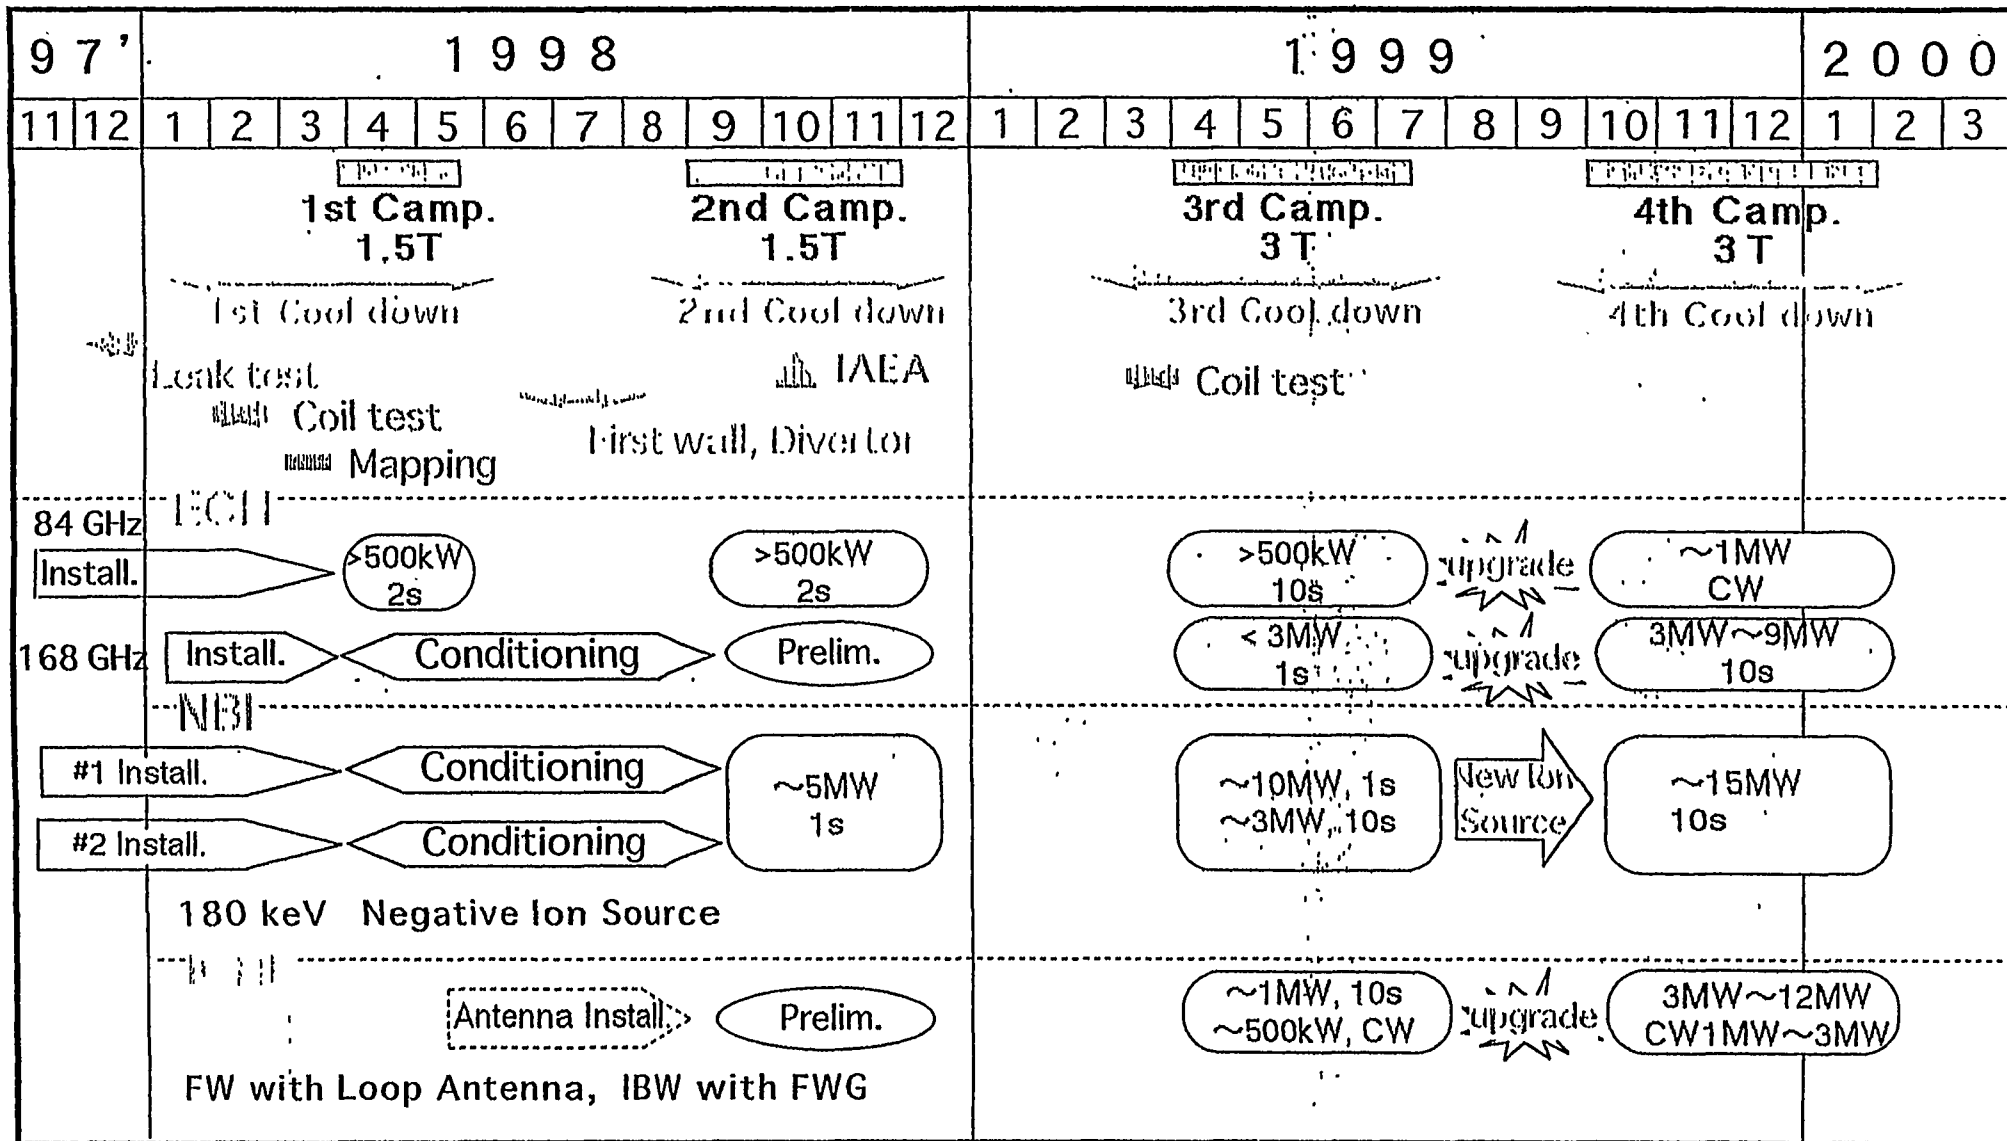 97' 1998 1999 2000
11 12 1 2 3 4 5 6 7 8 9 10 11 12 1 2 3 4 5 6 7 8 9 10 11 12 1 2 3
1st Camp. 2nd Camp. 3rd Camp. 4th Camp.
1.5T 1.5T 3T 3T
1st Cool down 2nd Cool down 3rd Cool down 4th Cool down
Leak test IAEA Coil test
Coil test
First wall, Divertor
Mapping
ECH
84 GHz
Install. >500kW >500kW >500kW upgrade ~1MW
2s 2s 10s CW
168 GHz Install. Conditioning Prelim. < 3MW upgrade 3MW~9MW
1s 10s
NBI
#1 Install. Conditioning ~5MW ~10MW, 1s New Ion ~15MW
#2 Install. Conditioning 1s ~3MW, 10s Source 10s
180 keV Negative Ion Source
Antenna Install. Prelim. ~1MW, 10s upgrade 3MW~12MW
~500kW, CW CW1MW~3MW
FW with Loop Antenna, IBW with FWG